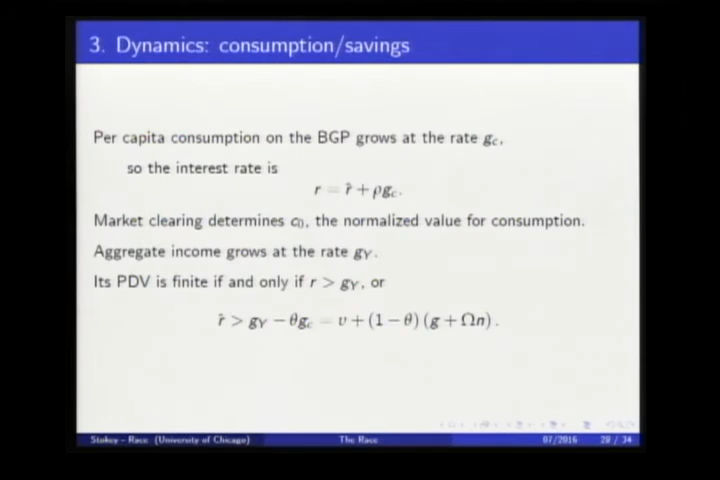 3. Dynamics: consumption/savings
Per capita consumption on the BGP grows at the rate g_c,
so the interest rate is
r = r̂ + ρg_c.
Market clearing determines c₀, the normalized value for consumption.
Aggregate income grows at the rate g_Y.
Its PDV is finite if and only if r > g_Y, or
r̂ > g_Y − θg_c = υ + (1 − θ) (g + Ωn) .
Stokey – Race (University of Chicago) The Race 07/2016 28 / 34